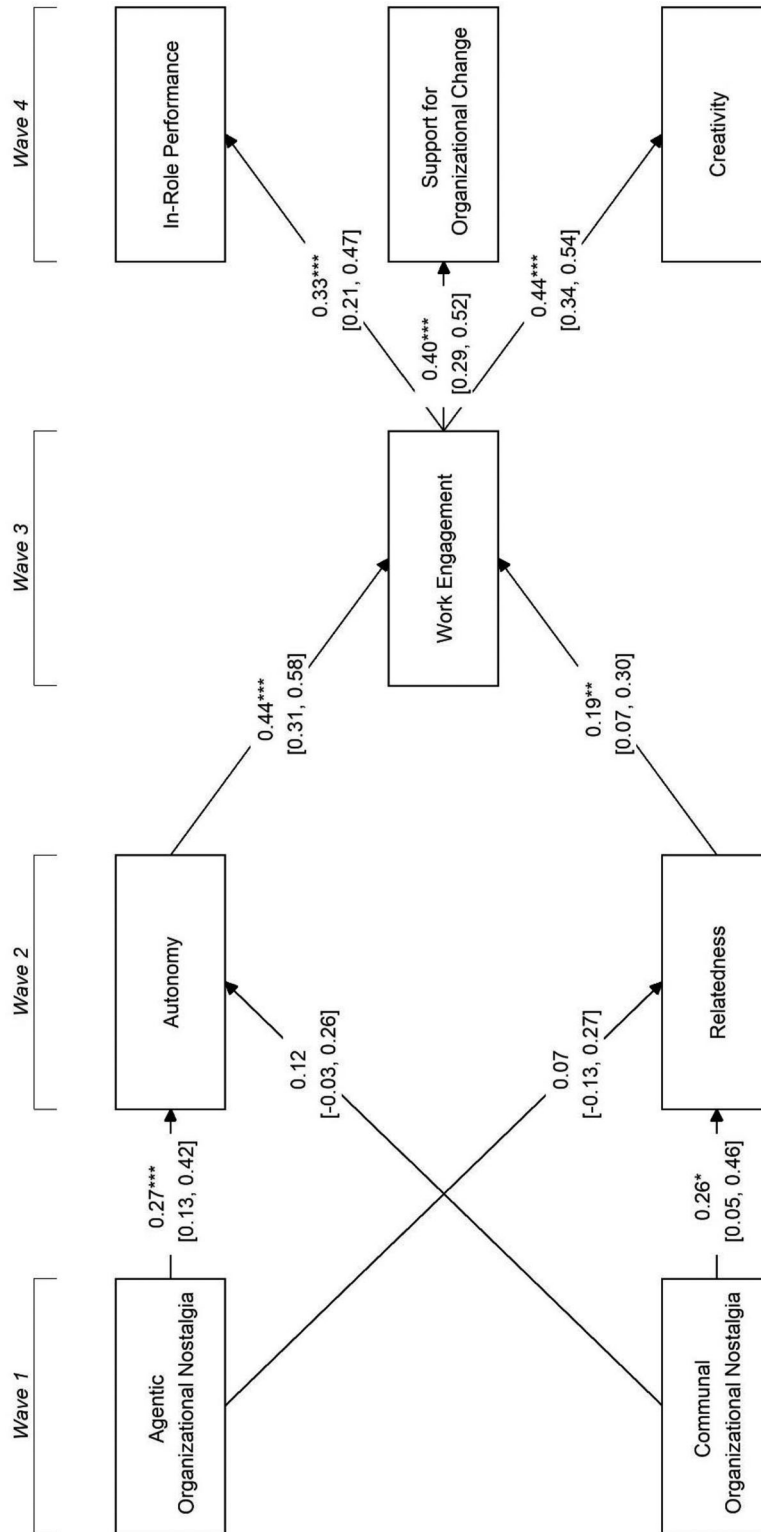 Wave 1
Wave 2
Wave 3
Wave 4
Agentic
Organizational Nostalgia
0.27***
[0.13, 0.42]
Autonomy
0.44***
[0.31, 0.58]
0.12
[-0.03, 0.26]
0.07
[-0.13, 0.27]
Communal
Organizational Nostalgia
0.26*
[0.05, 0.46]
Relatedness
0.19**
[0.07, 0.30]
Work Engagement
0.33***
[0.21, 0.47]
In-Role Performance
0.40***
[0.29, 0.52]
Support for
Organizational Change
0.44***
[0.34, 0.54]
Creativity